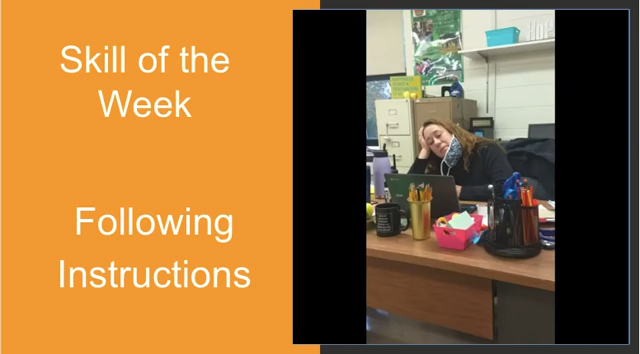 Skill of the
Week
Following
Instructions